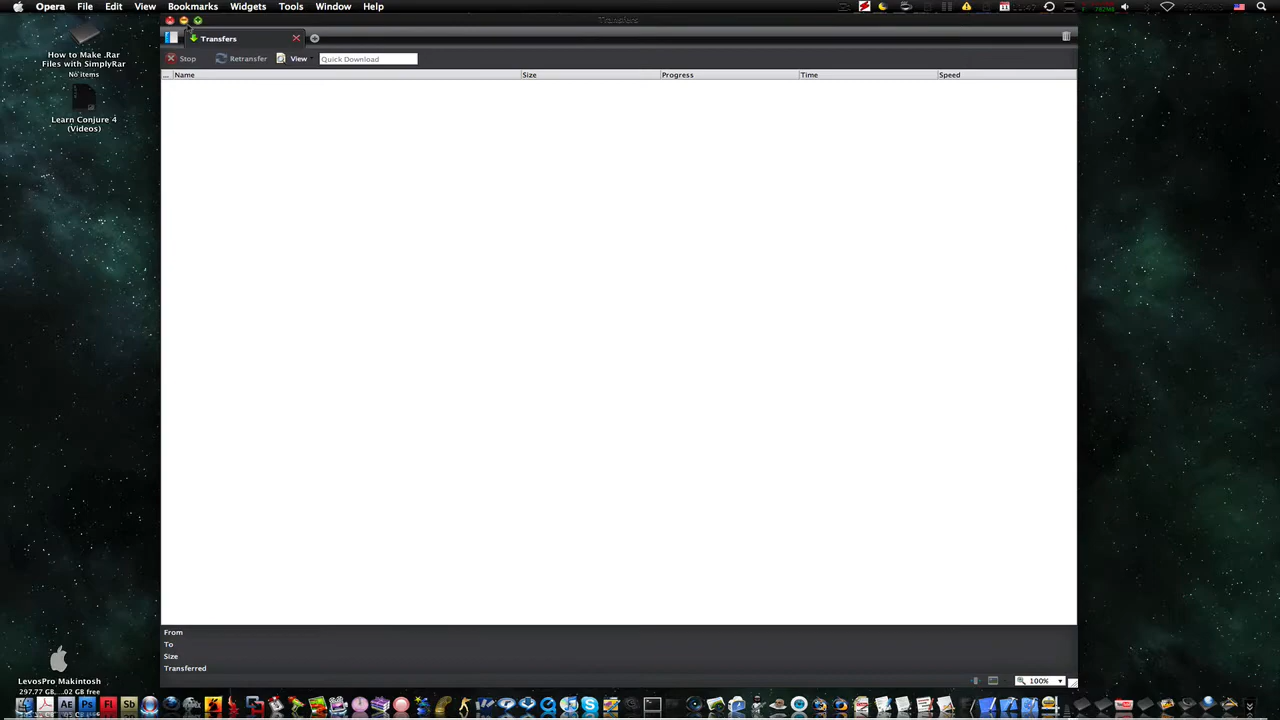 Opera File Edit View Bookmarks Widgets Tools Window Help
Transfers
Transfers
Stop Retransfer View Quick Download
... Name Size Progress Time Speed
How to Make .Rar
Files with SimplyRar
No items
Learn Conjure 4
(Videos)
From
To
Size
Transferred
100%
LevosPro Makintosh